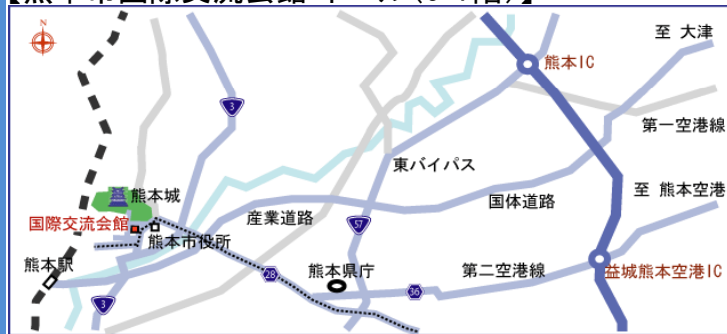 N
至 大津
熊本IC
3
第一空港線
東バイパス
至 熊本空港
熊本城
国体道路
国際交流会館
産業道路
57
熊本市役所
熊本駅
28
熊本県庁
第二空港線
益城熊本空港IC
36
3